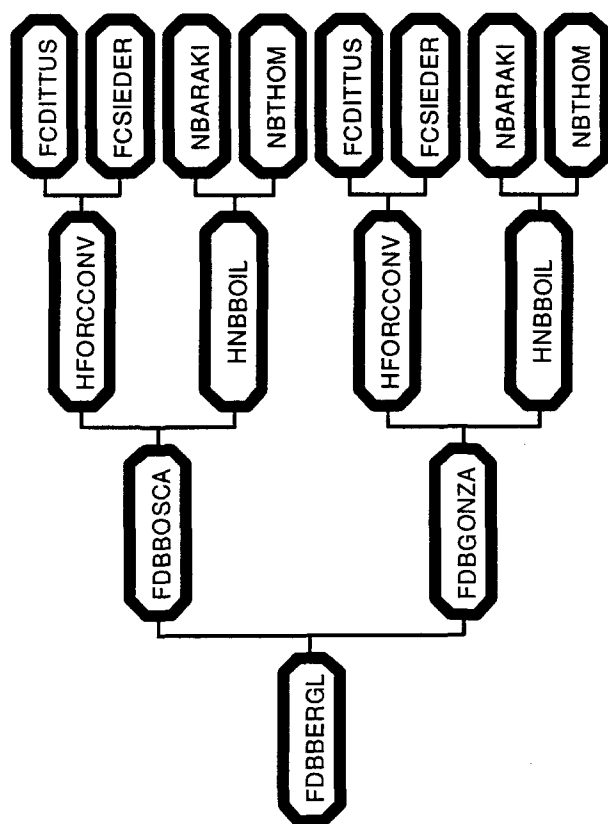 FDBBERGL
FDBBOSCA
FDBGONZA
HFORCCONV
HNBBOIL
HFORCCONV
HNBBOIL
FCDITTUS
FCSIEDER
NBARAKI
NBTHOM
FCDITTUS
FCSIEDER
NBARAKI
NBTHOM